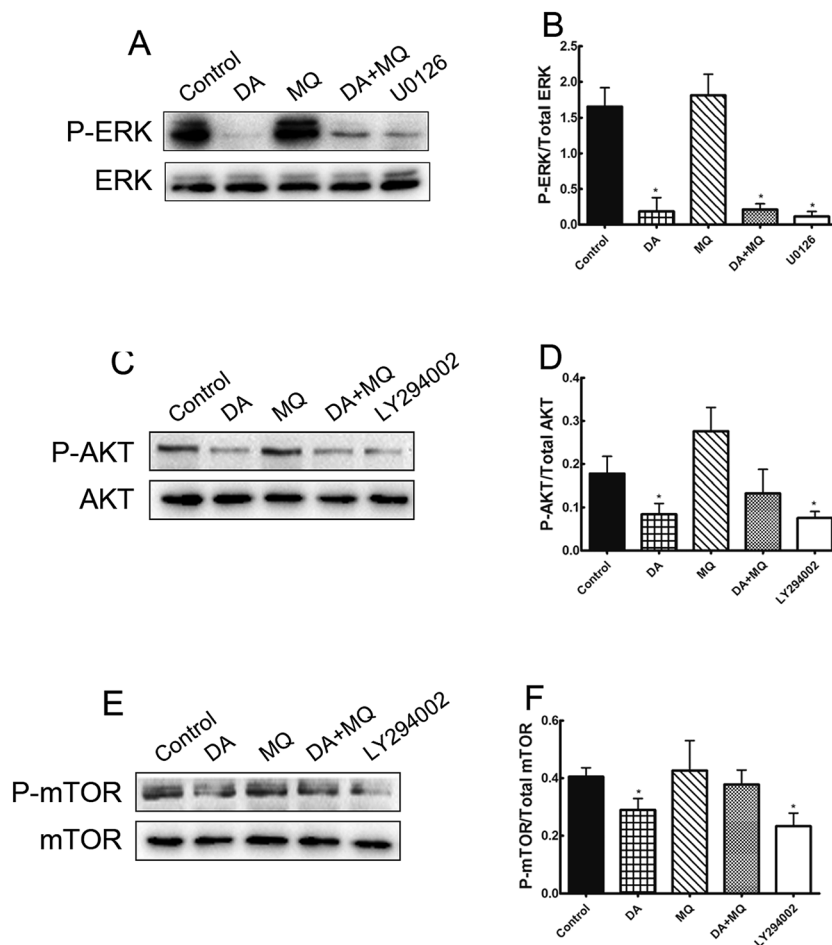 A
Control
DA
MQ
DA+MQ
U0126
P-ERK
ERK
B
P-ERK/Total ERK
2.5
2.0
1.5
1.0
0.5
0.0
*
*
*
Control
DA
MQ
DA+MQ
U0126
C
Control
DA
MQ
DA+MQ
LY294002
P-AKT
AKT
D
P-AKT/Total AKT
0.4
0.3
0.2
0.1
0.0
*
*
Control
DA
MQ
DA+MQ
LY294002
E
Control
DA
MQ
DA+MQ
LY294002
P-mTOR
mTOR
F
P-mTOR/Total mTOR
0.6
0.4
0.2
0.0
*
*
Control
DA
MQ
DA+MQ
LY294002